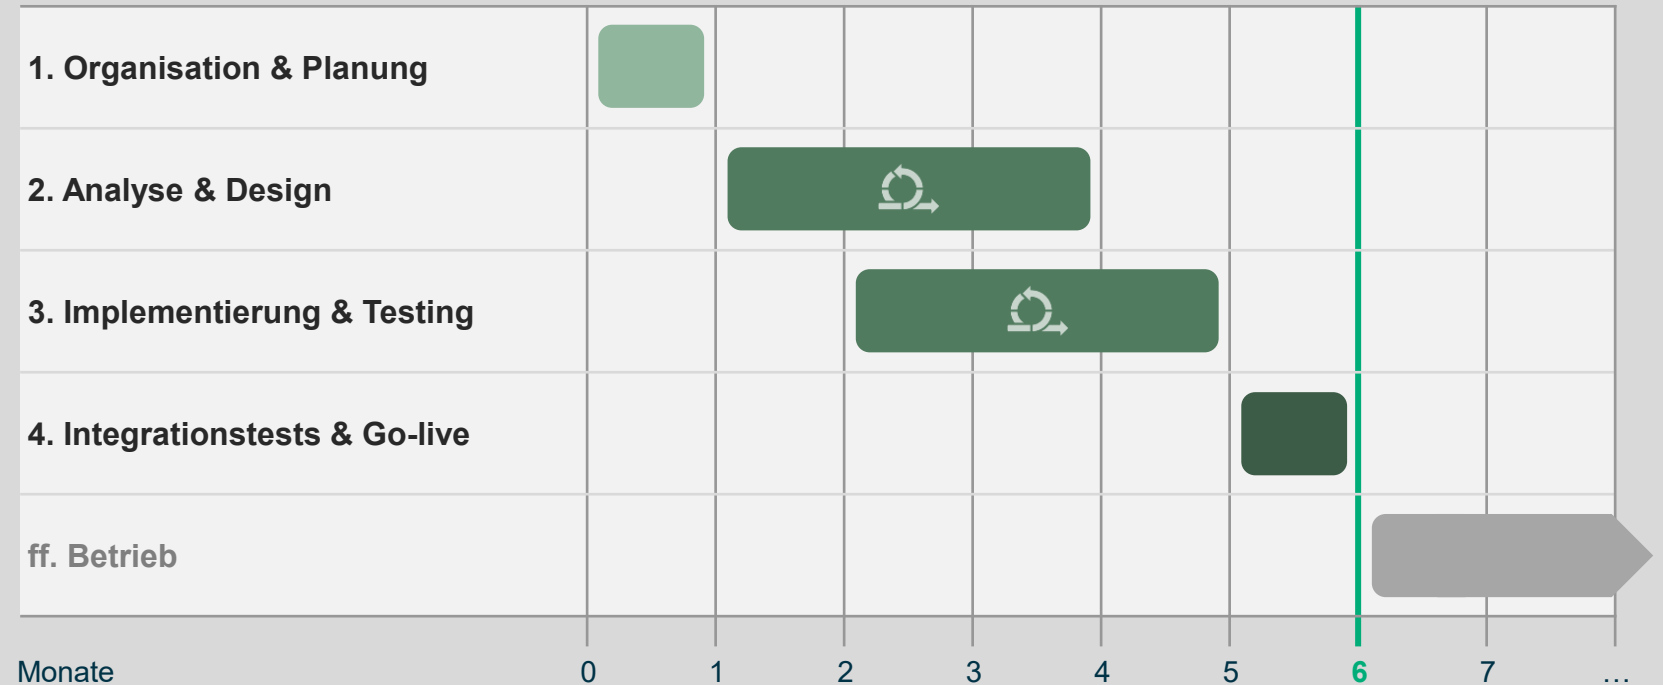 1. Organisation & Planung
2. Analyse & Design
3. Implementierung & Testing
4. Integrationstests & Go-live
ff. Betrieb
Monate 0 1 2 3 4 5 6 7 ...